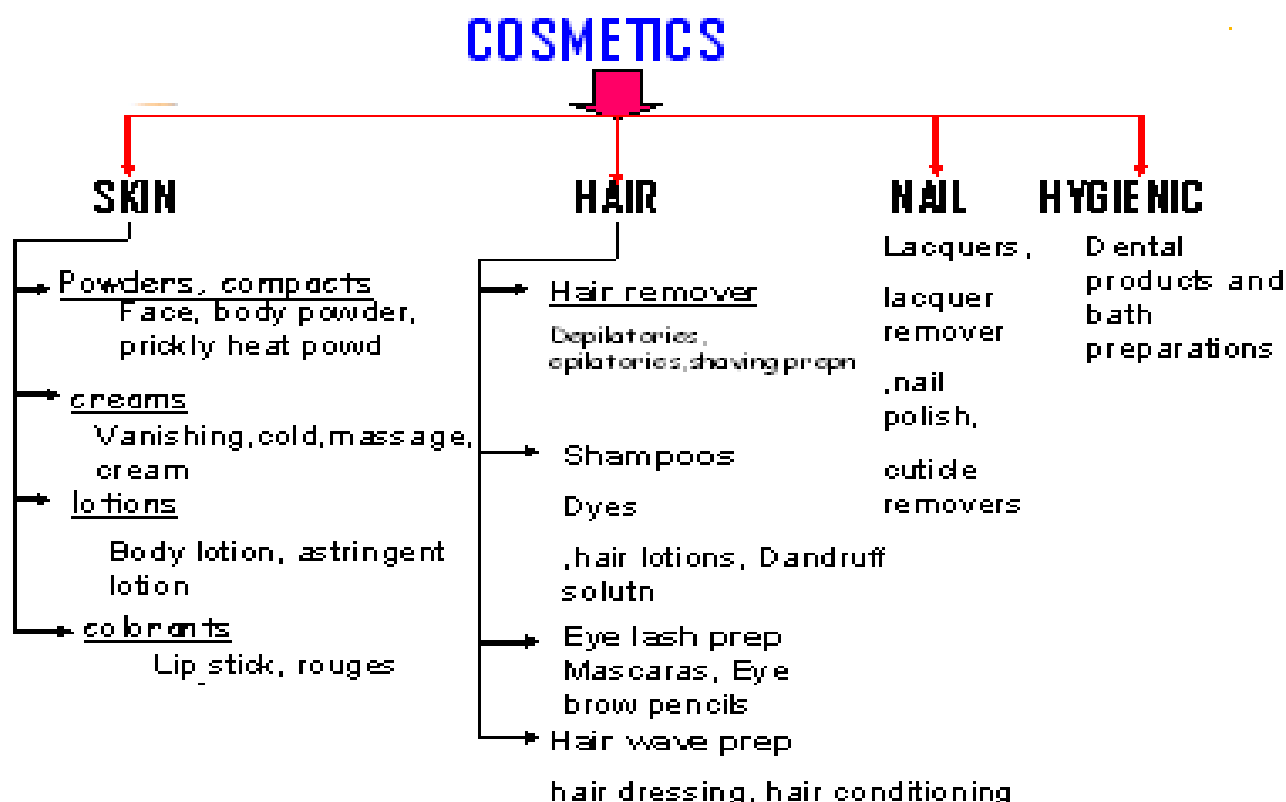 COSMETICS
SKIN
Powders, compacts
Face, body powder,
prickly heat powd
creams
Vanishing,cold,massage,
cream
lotions
Body lotion, astringent
lotion
colorants
Lip stick, rouges
HAIR
Hair remover
Depilatories,
epilatories,shaving prepn
Shampoos
Dyes
,hair lotions, Dandruff
solutn
Eye lash prep
Mascaras, Eye
brow pencils
Hair wave prep
hair dressing, hair conditioning
NAIL
Lacquers,
lacquer
remover
,nail
polish,
cuticle
removers
HYGIENIC
Dental
products and
bath
preparations